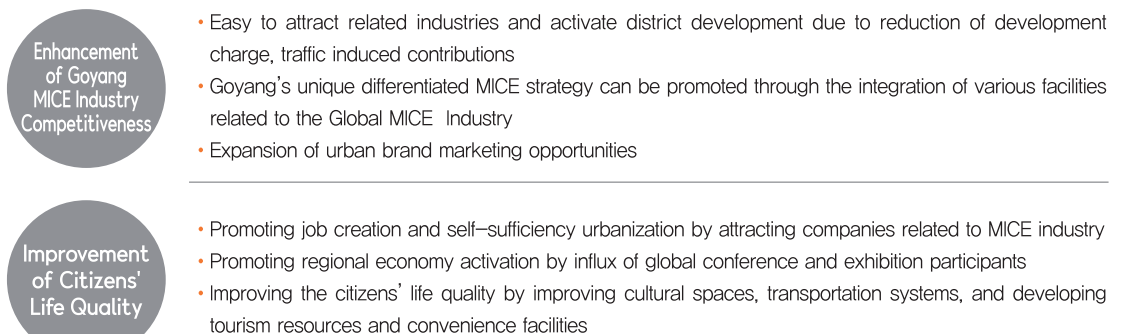 Enhancement
of Goyang
MICE Industry
Competitiveness
• Easy to attract related industries and activate district development due to reduction of development
charge, traffic induced contributions
• Goyang's unique differentiated MICE strategy can be promoted through the integration of various facilities
related to the Global MICE Industry
• Expansion of urban brand marketing opportunities
Improvement
of Citizens'
Life Quality
• Promoting job creation and self-sufficiency urbanization by attracting companies related to MICE industry
• Promoting regional economy activation by influx of global conference and exhibition participants
• Improving the citizens' life quality by improving cultural spaces, transportation systems, and developing
tourism resources and convenience facilities